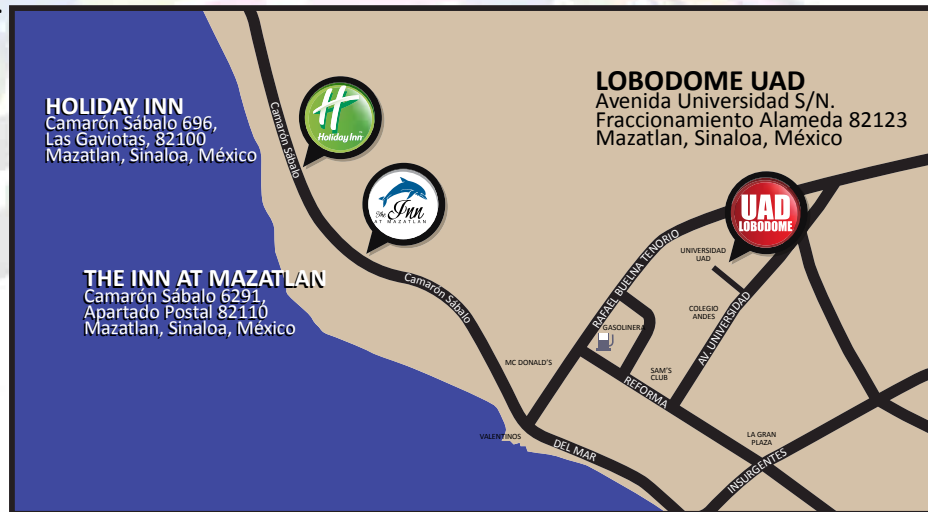 HOLIDAY INN
Camarón Sábalo 696,
Las Gaviotas, 82100
Mazatlan, Sinaloa, México
THE INN AT MAZATLAN
Camarón Sábalo 6291,
Apartado Postal 82110
Mazatlan, Sinaloa, México
LOBODOME UAD
Avenida Universidad S/N.
Fraccionamiento Alameda 82123
Mazatlan, Sinaloa, México
Camarón Sábalo
H
Holiday Inn
The Inn
AT MAZATLAN
Camarón Sábalo
UAD
LOBODOME
UNIVERSIDAD
UAD
RAFAEL BUELNA TENORIO
COLEGIO
ANDES
AV. UNIVERSIDAD
GASOLINERA
MC DONALD'S
SAM'S
CLUB
REFORMA
VALENTINOS
DEL MAR
LA GRAN
PLAZA
INSURGENTES